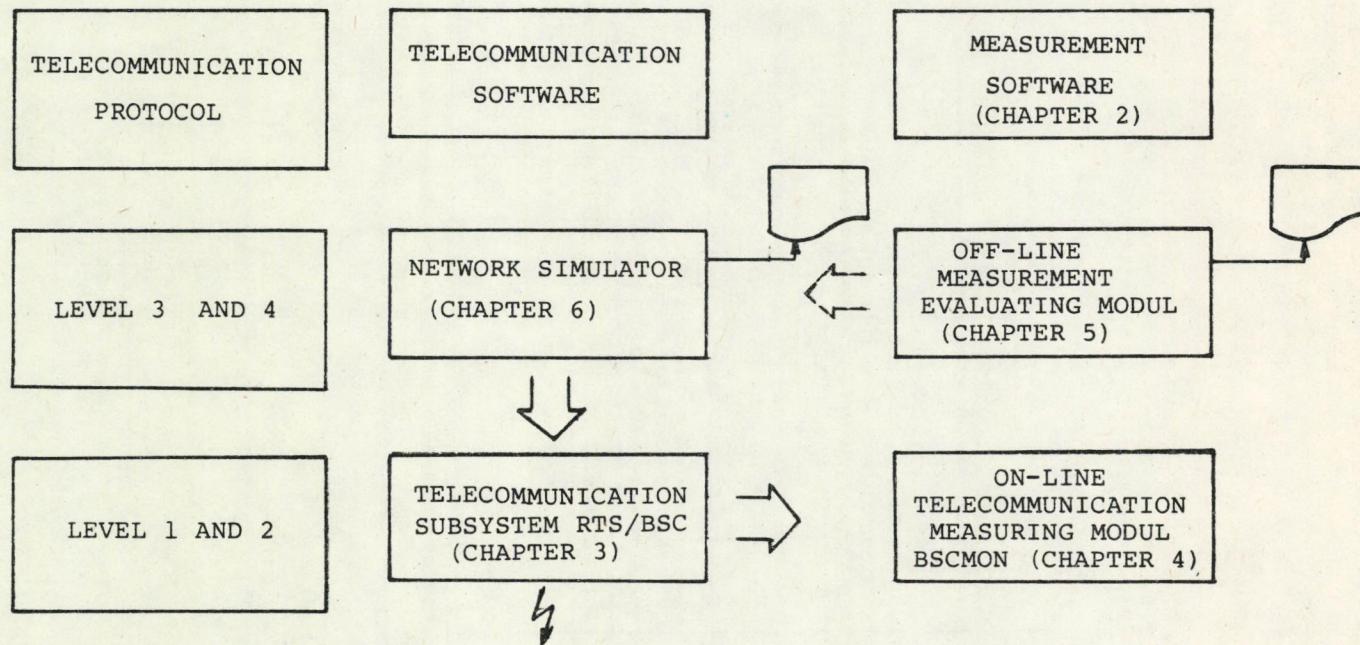 TELECOMMUNICATION
PROTOCOL
TELECOMMUNICATION
SOFTWARE
MEASUREMENT
SOFTWARE
(CHAPTER 2)
LEVEL 3 AND 4
NETWORK SIMULATOR
(CHAPTER 6)
OFF-LINE
MEASUREMENT
EVALUATING MODUL
(CHAPTER 5)
LEVEL 1 AND 2
TELECOMMUNICATION
SUBSYSTEM RTS/BSC
(CHAPTER 3)
ON-LINE
TELECOMMUNICATION
MEASURING MODUL
BSCMON (CHAPTER 4)